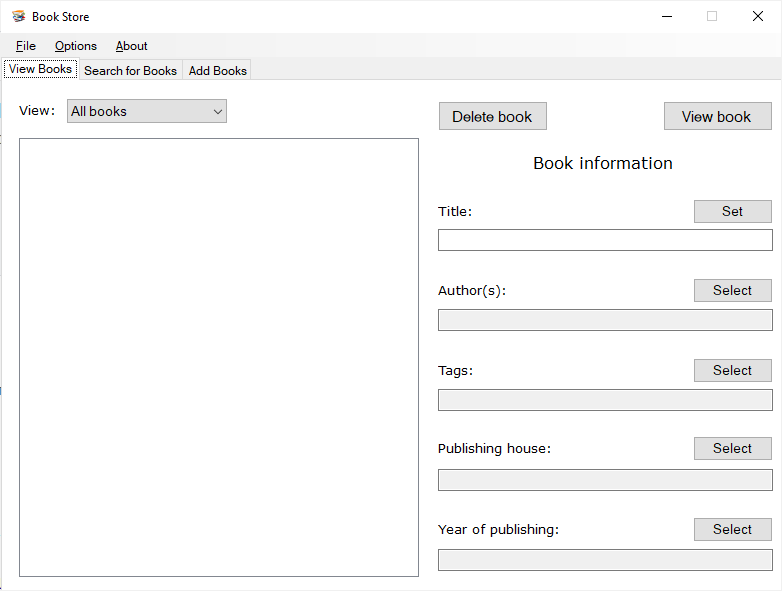 Book Store
File Options About
View Books Search for Books Add Books
View: All books
Delete book View book
Book information
Title: Set
Author(s): Select
Tags: Select
Publishing house: Select
Year of publishing: Select